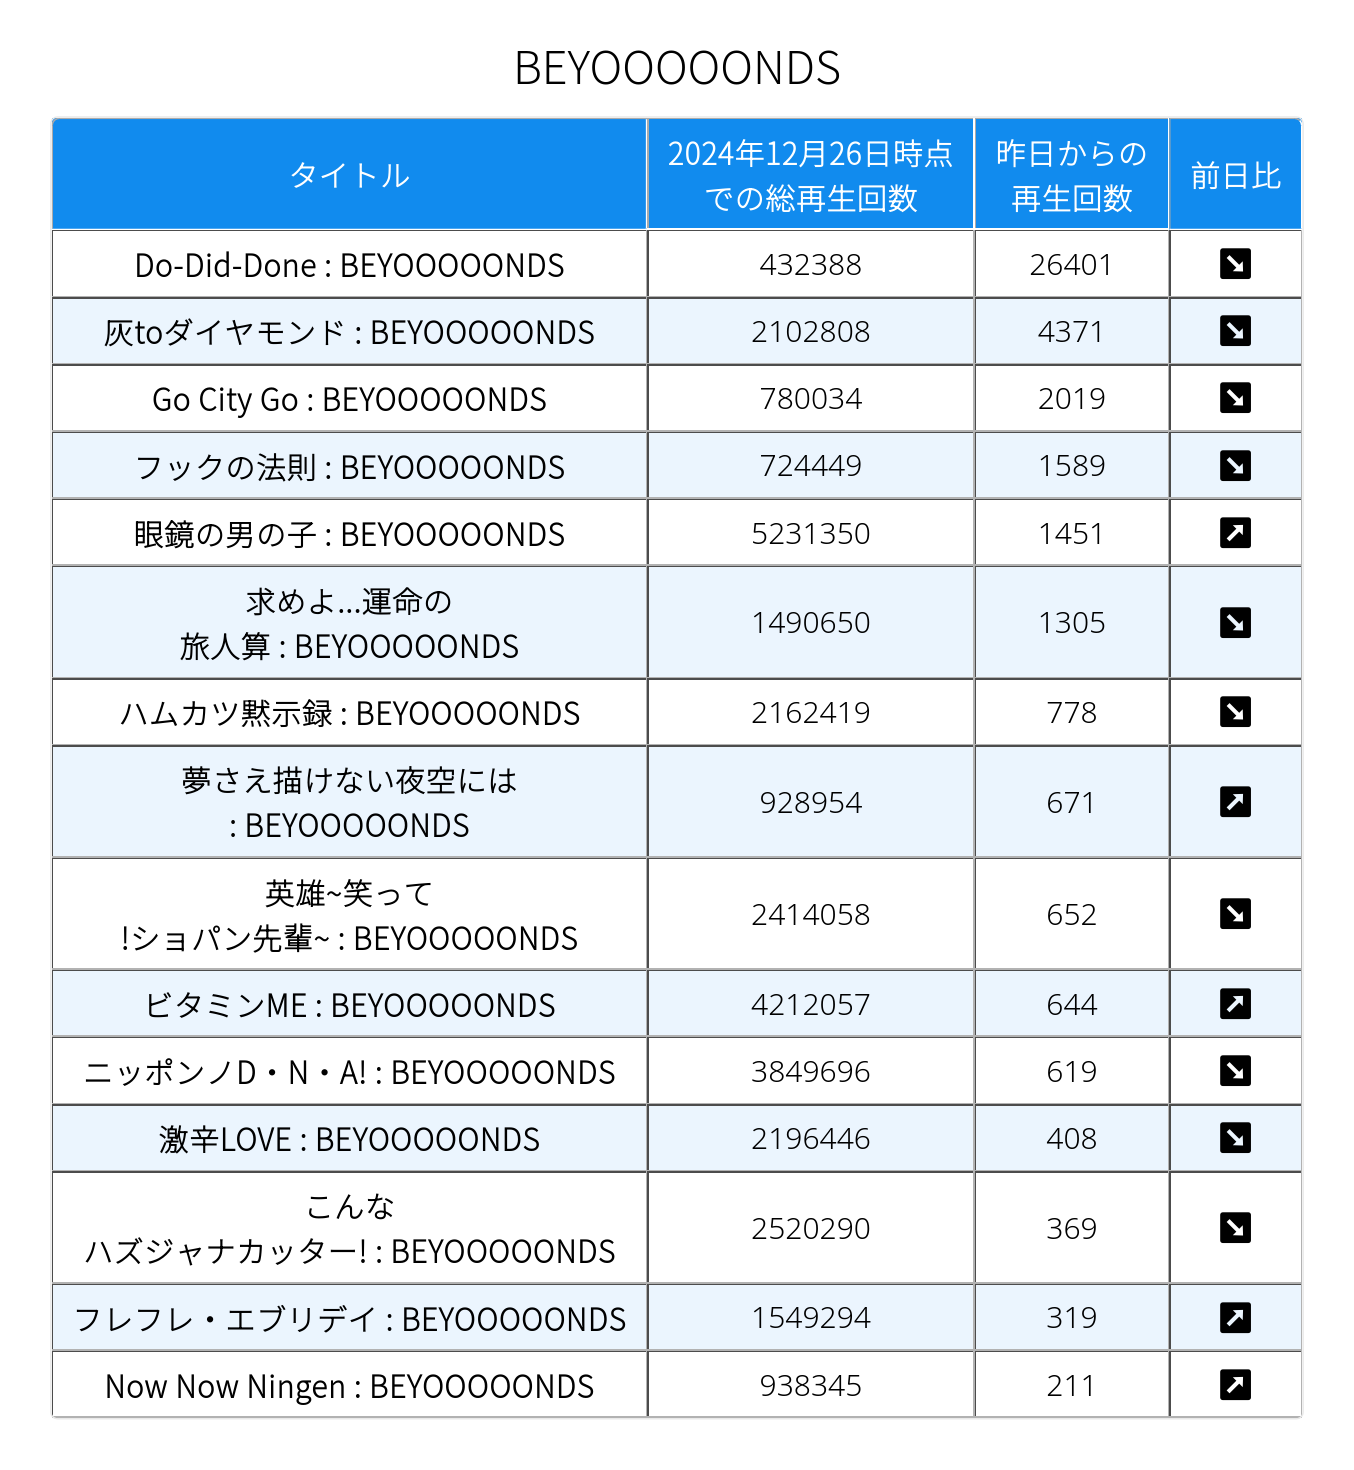 BEYOOOOONDS
タイトル
2024年12月26日時点
での総再生回数
昨日からの
再生回数
前日比
Do-Did-Done : BEYOOOOONDS
432388
26401
灰toダイヤモンド : BEYOOOOONDS
2102808
4371
Go City Go : BEYOOOOONDS
780034
2019
フックの法則 : BEYOOOOONDS
724449
1589
眼鏡の男の子 : BEYOOOOONDS
5231350
1451
求めよ...運命の
旅人算 : BEYOOOOONDS
1490650
1305
ハムカツ黙示録 : BEYOOOOONDS
2162419
778
夢さえ描けない夜空には
: BEYOOOOONDS
928954
671
英雄~笑って
!ショパン先輩~ : BEYOOOOONDS
2414058
652
ビタミンME : BEYOOOOONDS
4212057
644
ニッポンノD・N・A! : BEYOOOOONDS
3849696
619
激辛LOVE : BEYOOOOONDS
2196446
408
こんな
ハズジャナカッター! : BEYOOOOONDS
2520290
369
フレフレ・エブリデイ : BEYOOOOONDS
1549294
319
Now Now Ningen : BEYOOOOONDS
938345
211